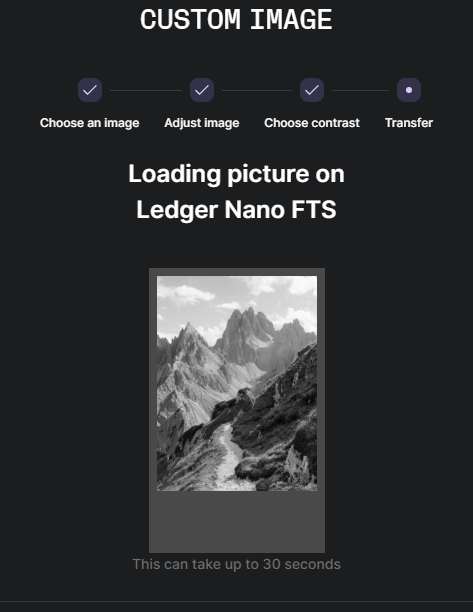 CUSTOM IMAGE
Choose an image
Adjust image
Choose contrast
Transfer
Loading picture on
Ledger Nano FTS
This can take up to 30 seconds